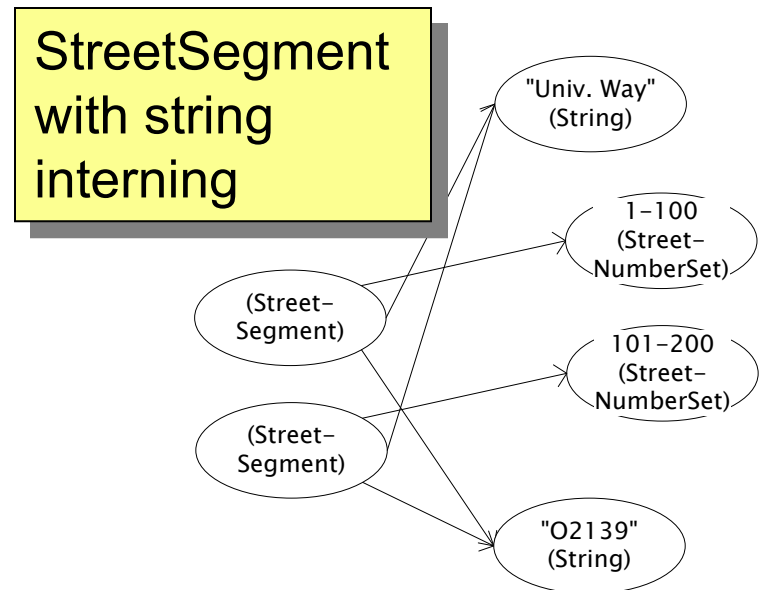 StreetSegment
with string
interning
"Univ. Way"
(String)
1–100
(Street–
NumberSet)
(Street–
Segment)
101–200
(Street–
NumberSet)
(Street–
Segment)
"O2139"
(String)